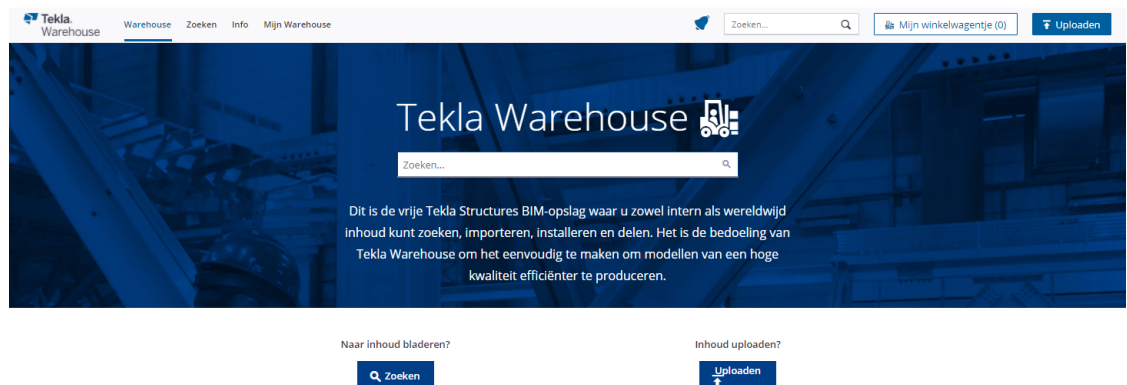 Tekla.
Warehouse
Warehouse Zoeken Info Mijn Warehouse
Zoeken...
Mijn winkelwagentje (0)
Uploaden
Tekla Warehouse
Zoeken...
Dit is de vrije Tekla Structures BIM-opslag waar u zowel intern als wereldwijd
inhoud kunt zoeken, importeren, installeren en delen. Het is de bedoeling van
Tekla Warehouse om het eenvoudig te maken om modellen van een hoge
kwaliteit efficiënter te produceren.
Naar inhoud bladeren?
Zoeken
Inhoud uploaden?
Uploaden